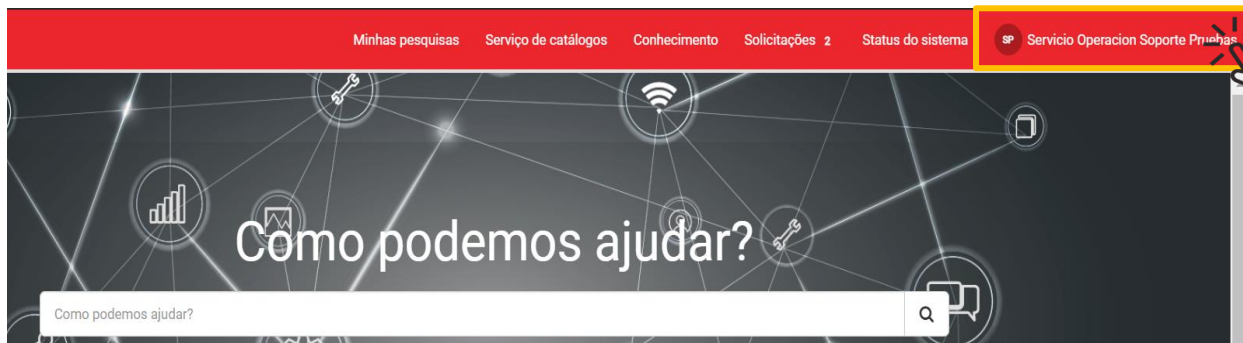 Minhas pesquisas Serviço de catálogos Conhecimento Solicitações 2 Status do sistema SP Servicio Operacion Soporte Pruebas
Como podemos ajudar?
Como podemos ajudar?